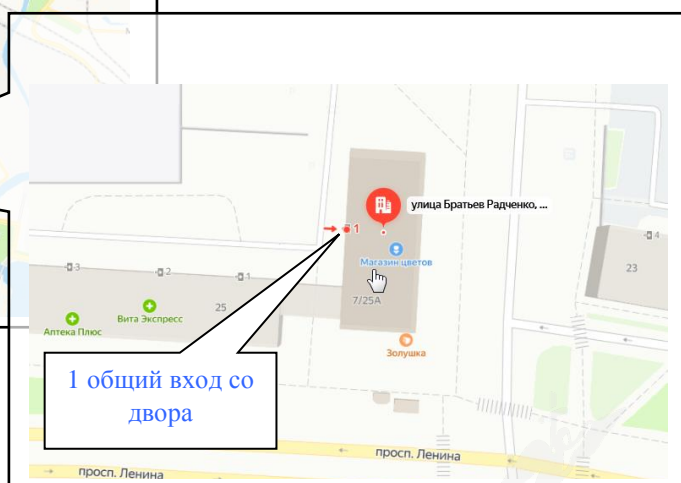 улица Братьев Радченко, ...
1
Магазин цветов
4
23
3
2
1
7/25А
25
Вита Экспресс
Аптека Плюс
Золушка
1 общий вход со
двора
просп. Ленина
просп. Ленина